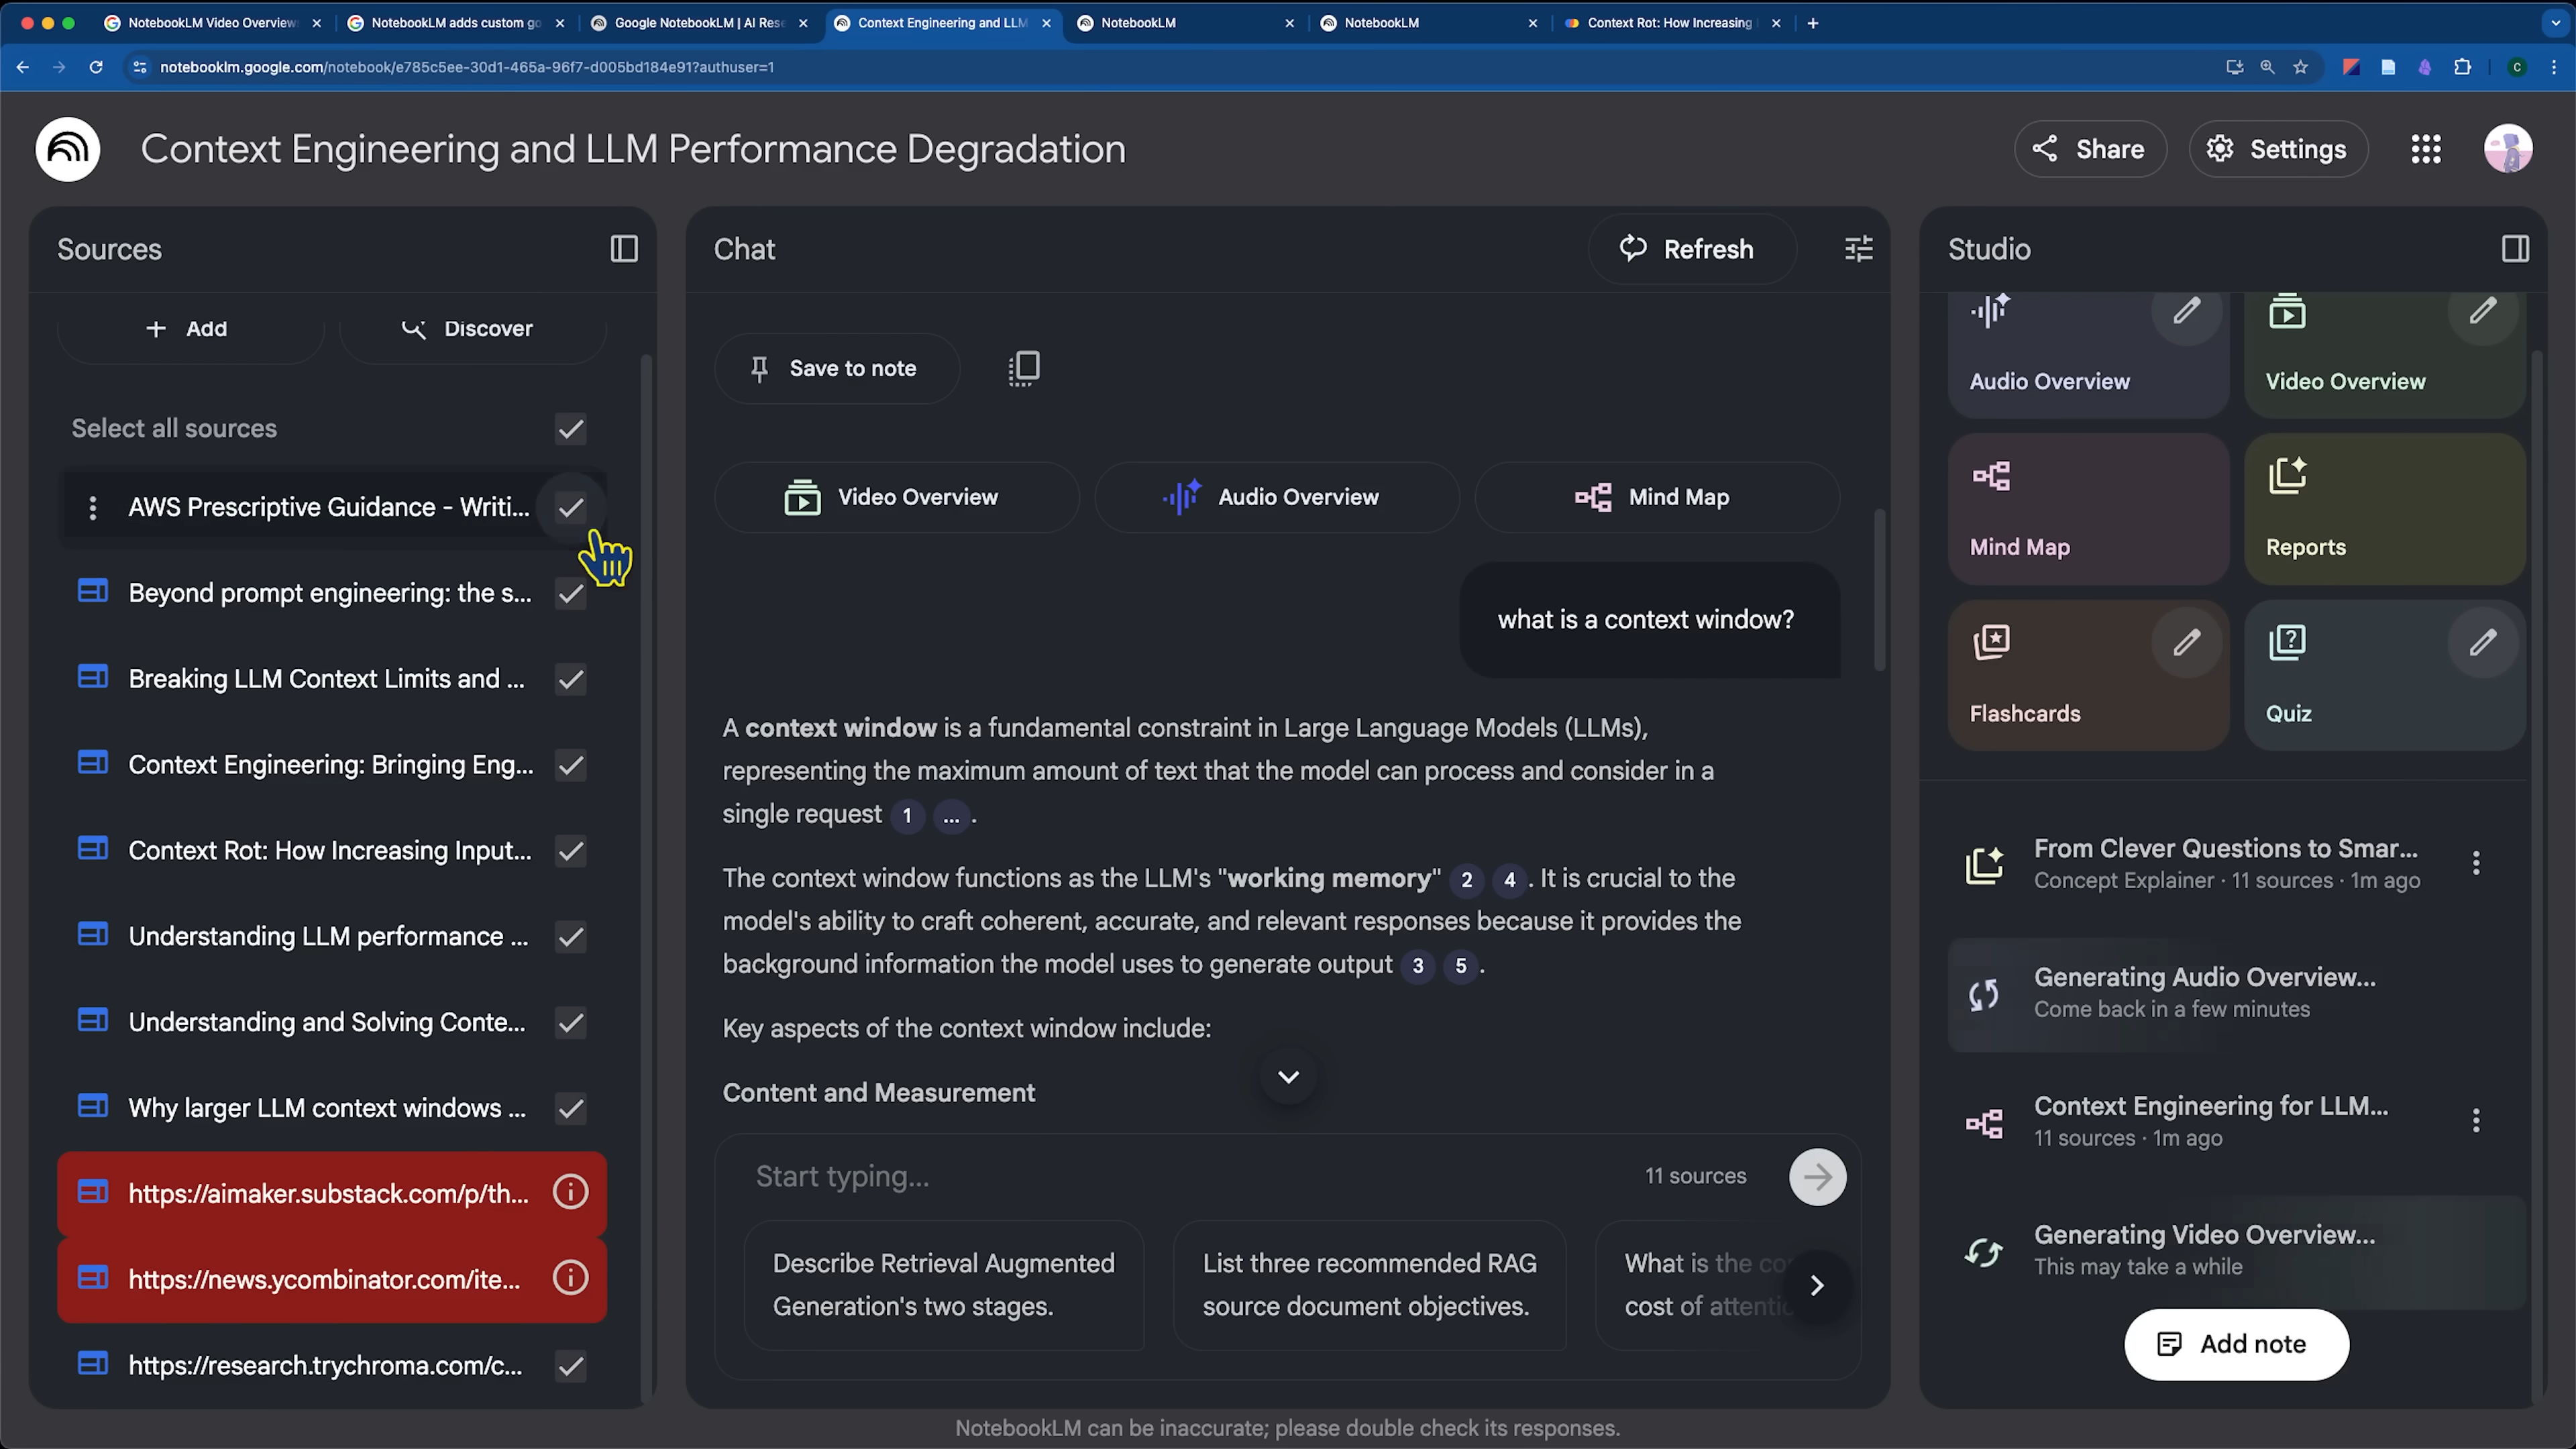 NotebookLM Video Overview
NotebookLM adds custom go
Google NotebookLM | AI Rese
Context Engineering and LLM
NotebookLM
NotebookLM
Context Rot: How Increasing
notebooklm.google.com/notebook/e785c5ee-30d1-465a-96f7-d005bd184e91?authuser=1
C
Context Engineering and LLM Performance Degradation
Share
Settings
Sources
Add
Discover
Select all sources
AWS Prescriptive Guidance - Writi...
Beyond prompt engineering: the s...
Breaking LLM Context Limits and ...
Context Engineering: Bringing Eng...
Context Rot: How Increasing Input...
Understanding LLM performance ...
Understanding and Solving Conte...
Why larger LLM context windows ...
https://aimaker.substack.com/p/th...
https://news.ycombinator.com/ite...
https://research.trychroma.com/c...
Chat
Refresh
Save to note
Video Overview
Audio Overview
Mind Map
what is a context window?
A context window is a fundamental constraint in Large Language Models (LLMs),
representing the maximum amount of text that the model can process and consider in a
single request 1 ... .
The context window functions as the LLM's "working memory" 2 4 . It is crucial to the
model's ability to craft coherent, accurate, and relevant responses because it provides the
background information the model uses to generate output 3 5 .
Key aspects of the context window include:
Content and Measurement
Start typing...
11 sources
Describe Retrieval Augmented
Generation's two stages.
List three recommended RAG
source document objectives.
What is the co
cost of attentio
Studio
Audio Overview
Video Overview
Mind Map
Reports
Flashcards
Quiz
From Clever Questions to Smar...
Concept Explainer · 11 sources · 1m ago
Generating Audio Overview...
Come back in a few minutes
Context Engineering for LLM...
11 sources · 1m ago
Generating Video Overview...
This may take a while
Add note
NotebookLM can be inaccurate; please double check its responses.